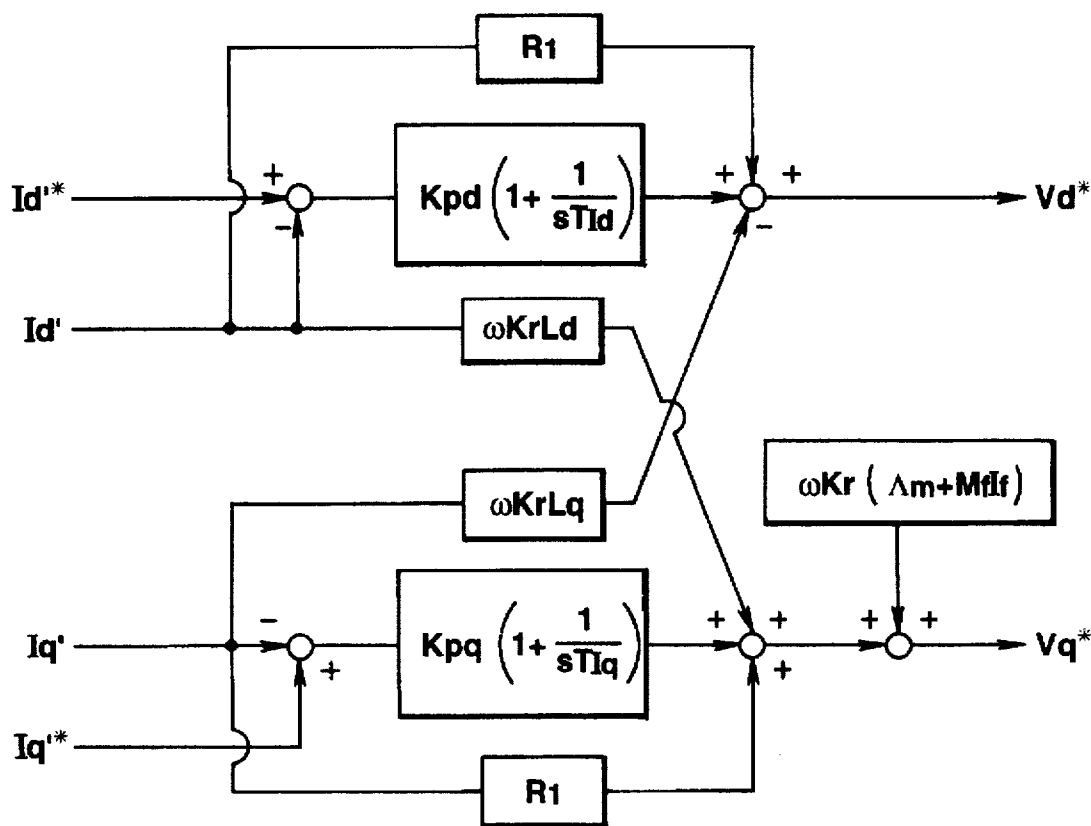 R1
+
+
+
Id'*
Kpd(1+ 1/sTId)
Vd*
-
-
Id'
ωKrLd
ωKrLq
ωKr ( Λm+MfIf)
-
+
+
+
+
Iq'
Kpq (1+ 1/sTIq)
Vq*
+
+
Iq'*
R1